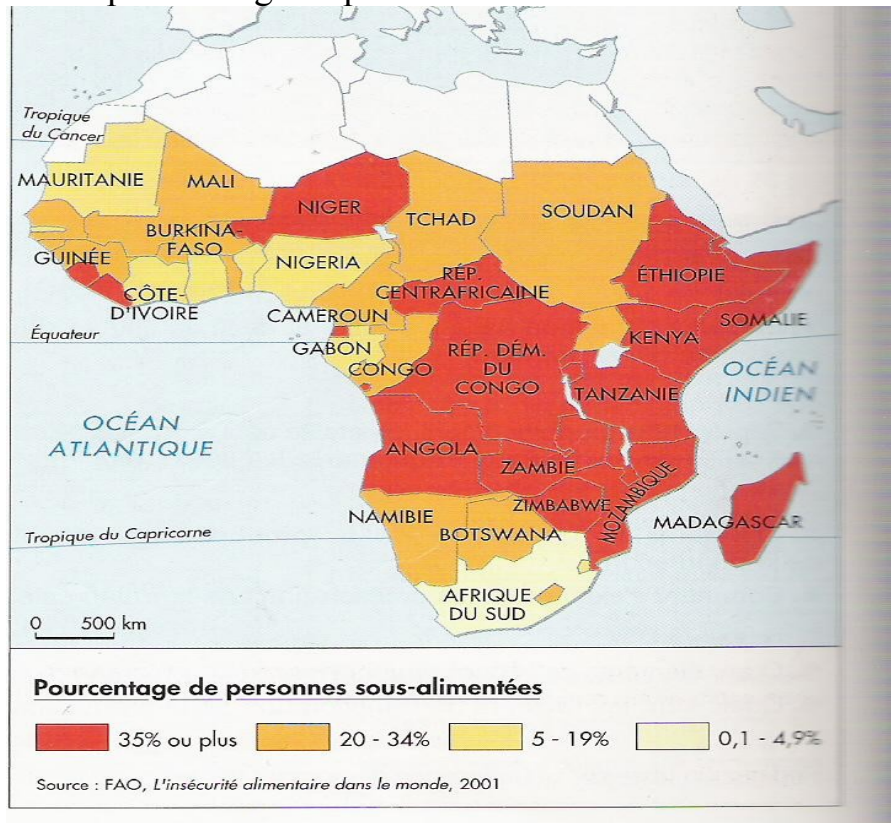 Tropique
du Cancer
MAURITANIE
MALI
NIGER
TCHAD
SOUDAN
BURKINA-
FASO
GUINÉE
NIGERIA
CÔTE-
D'IVOIRE
RÉP.
CENTRAFRICAINE
ÉTHIOPIE
CAMEROUN
SOMALIE
Équateur
GABON
CONGO
RÉP. DÉM.
DU
CONGO
KENYA
TANZANIE
OCÉAN
INDIEN
OCÉAN
ATLANTIQUE
ANGOLA
ZAMBIE
ZIMBABWE
MOZAMBIQUE
MADAGASCAR
NAMIBIE
BOTSWANA
Tropique du Capricorne
AFRIQUE
DU SUD
0 500 km
Pourcentage de personnes sous-alimentées
35% ou plus
20 - 34%
5 - 19%
0,1 - 4,9%
Source : FAO, L'insécurité alimentaire dans le monde, 2001